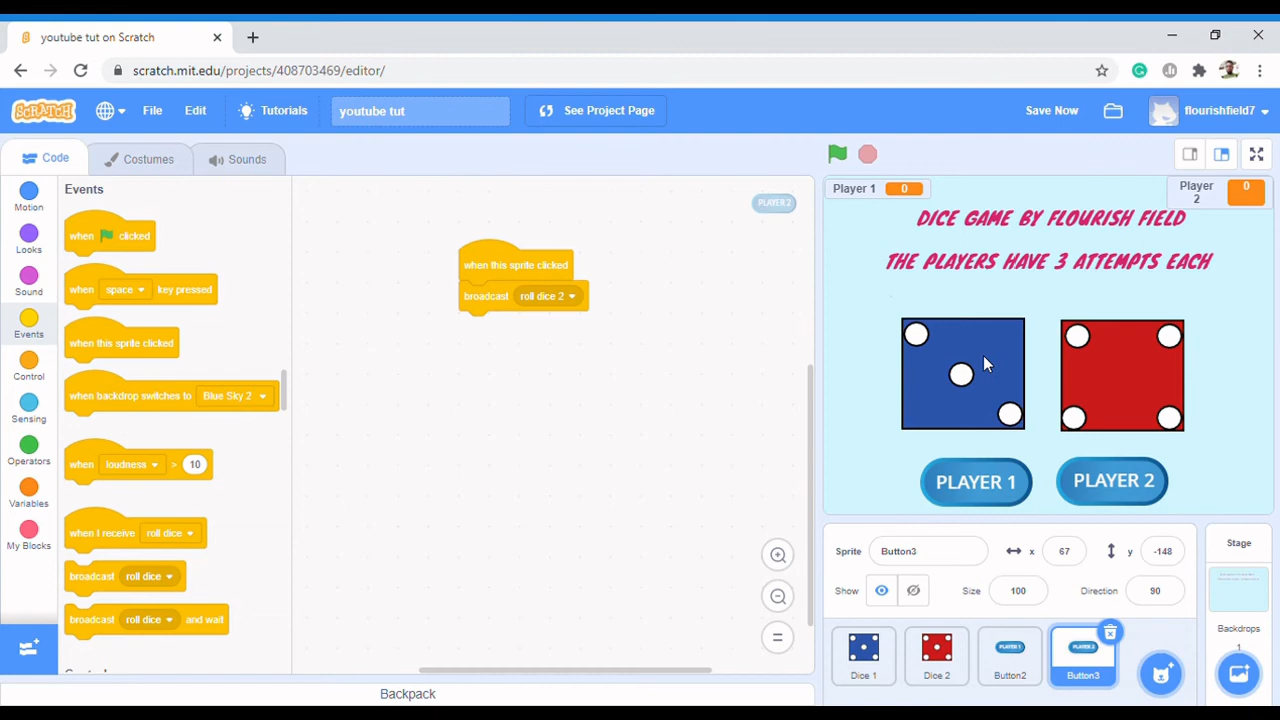 youtube tut on Scratch
scratch.mit.edu/projects/408703469/editor/
SCRATCH
File
Edit
Tutorials
youtube tut
See Project Page
Save Now
flourishfield7
Code
Costumes
Sounds
Motion
Looks
Sound
Events
Control
Sensing
Operators
Variables
My Blocks
Events
when clicked
when space key pressed
when this sprite clicked
when backdrop switches to Blue Sky 2
when loudness > 10
when I receive roll dice
broadcast roll dice
broadcast roll dice and wait
when this sprite clicked
broadcast roll dice 2
PLAYER 2
Backpack
Player 1 0
Player 2 0
DICE GAME BY FLOURISH FIELD
THE PLAYERS HAVE 3 ATTEMPTS EACH
PLAYER 1
PLAYER 2
Sprite Button3 x 67 y -148
Show Size 100 Direction 90
PLAYER 1
PLAYER 2
Dice 1
Dice 2
Button2
Button3
Stage
Backdrops
1